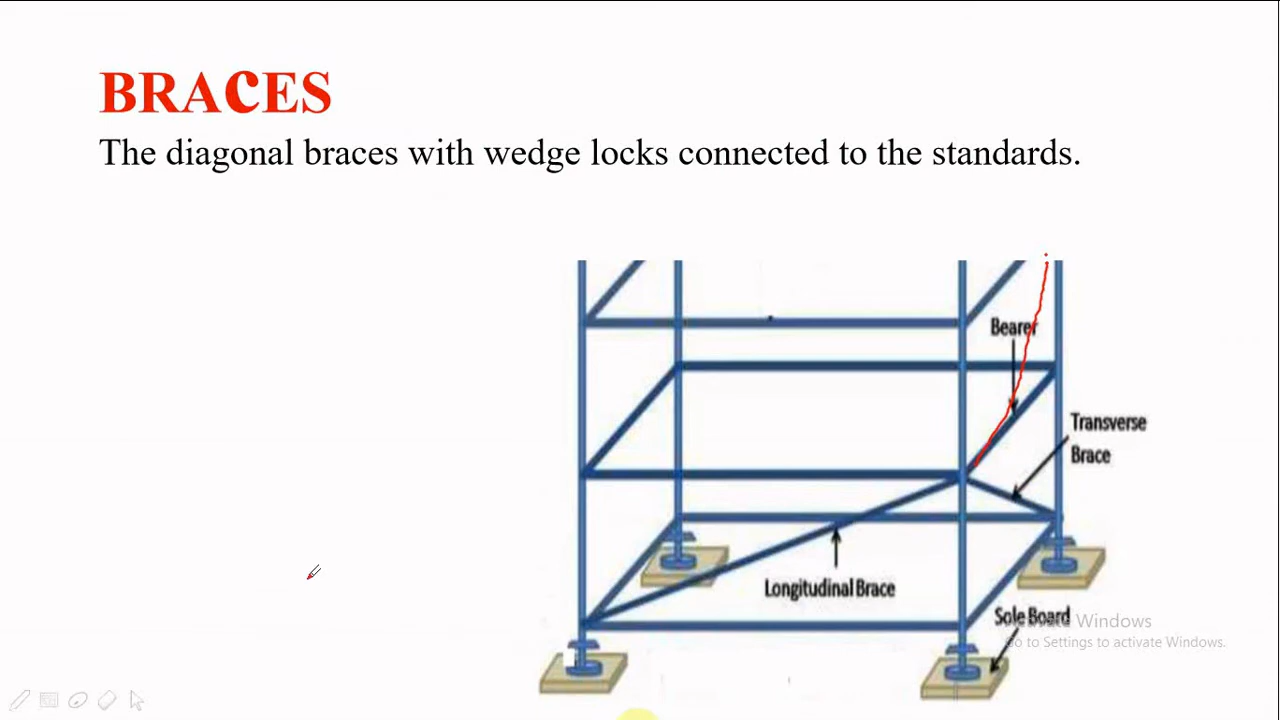 BRACES
The diagonal braces with wedge locks connected to the standards.
Bearer
Transverse
Brace
Longitudinal Brace
Sole Board
Activate Windows
Go to Settings to activate Windows.